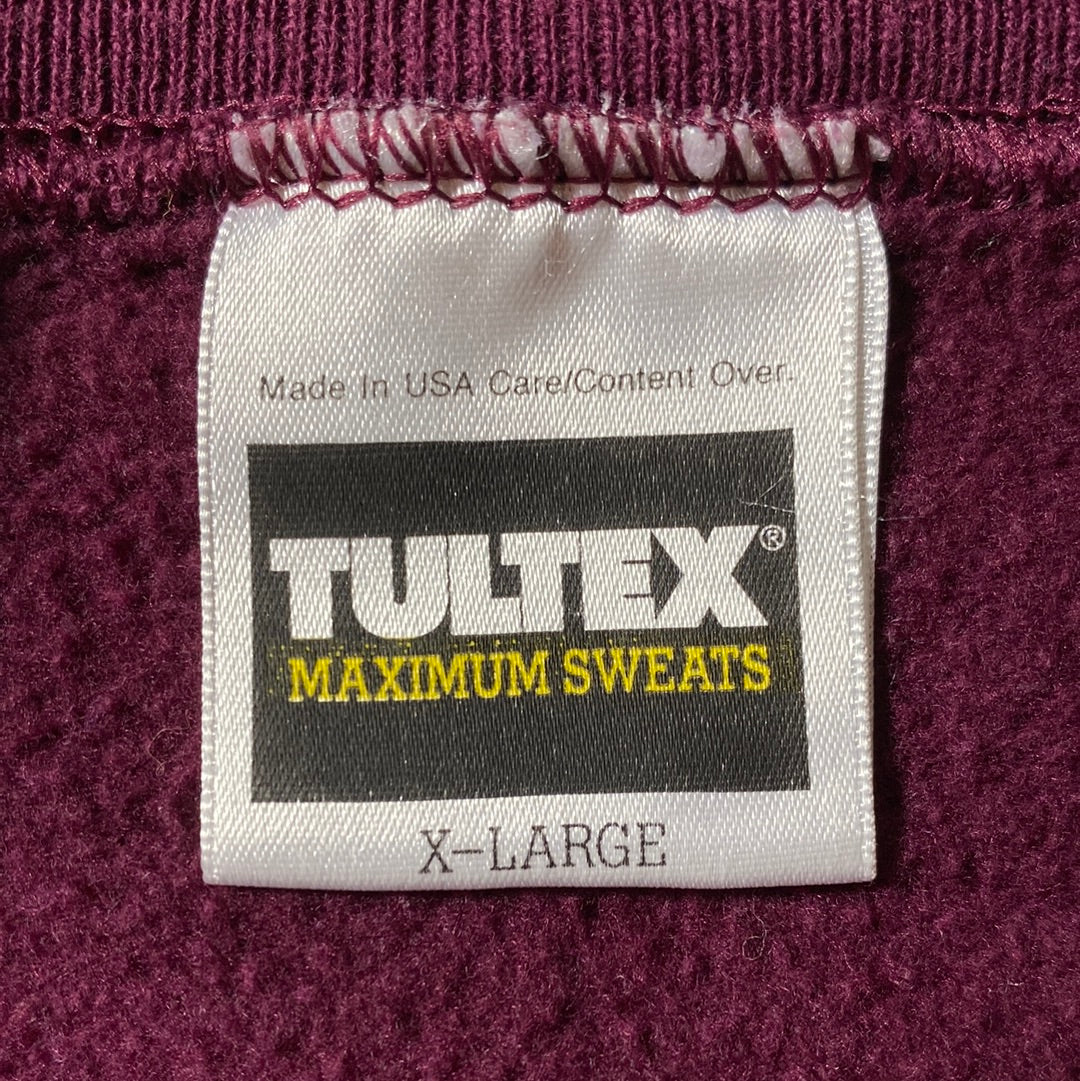 Made In USA Care/Content Over.
TULTEX®
MAXIMUM SWEATS
X-LARGE